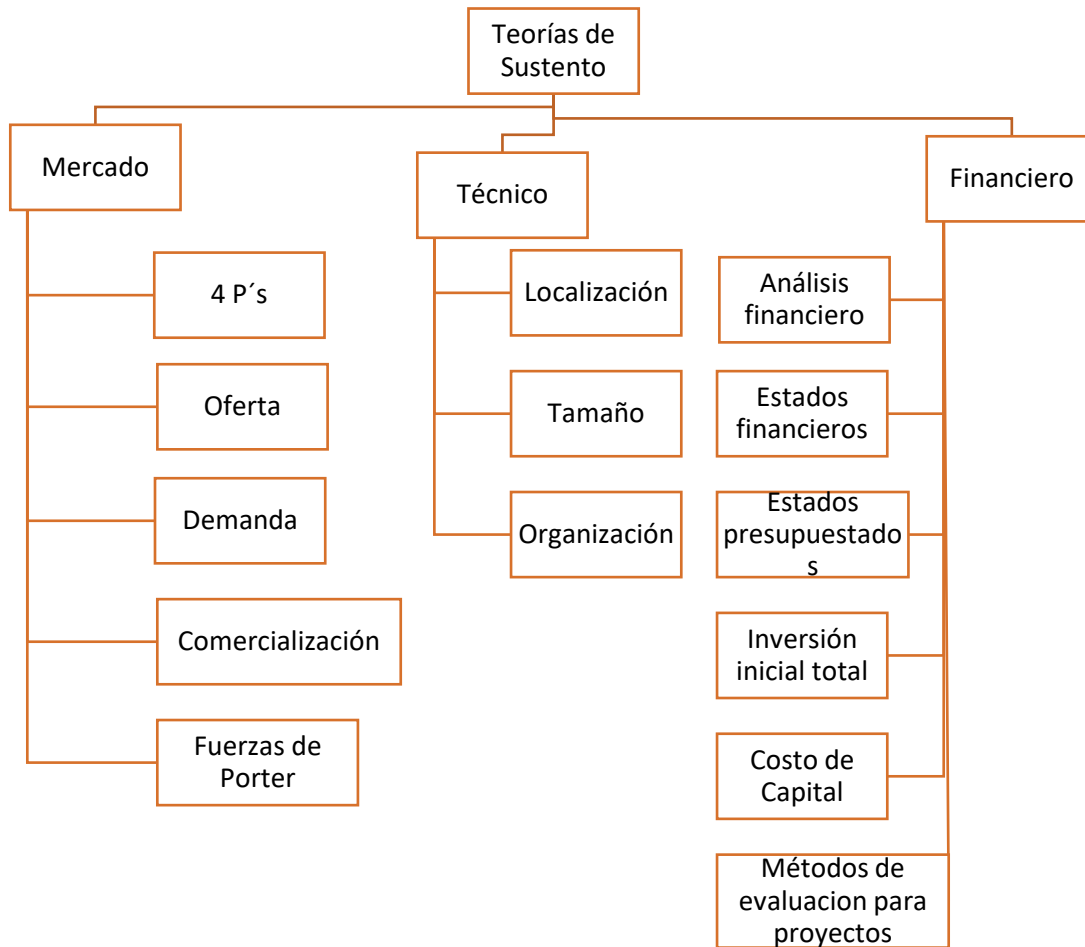 Teorías de
Sustento
Mercado
4 P´s
Oferta
Demanda
Comercialización
Fuerzas de
Porter
Técnico
Localización
Tamaño
Organización
Financiero
Análisis
financiero
Estados
financieros
Estados
presupuestado
s
Inversión
inicial total
Costo de
Capital
Métodos de
evaluacion para
proyectos